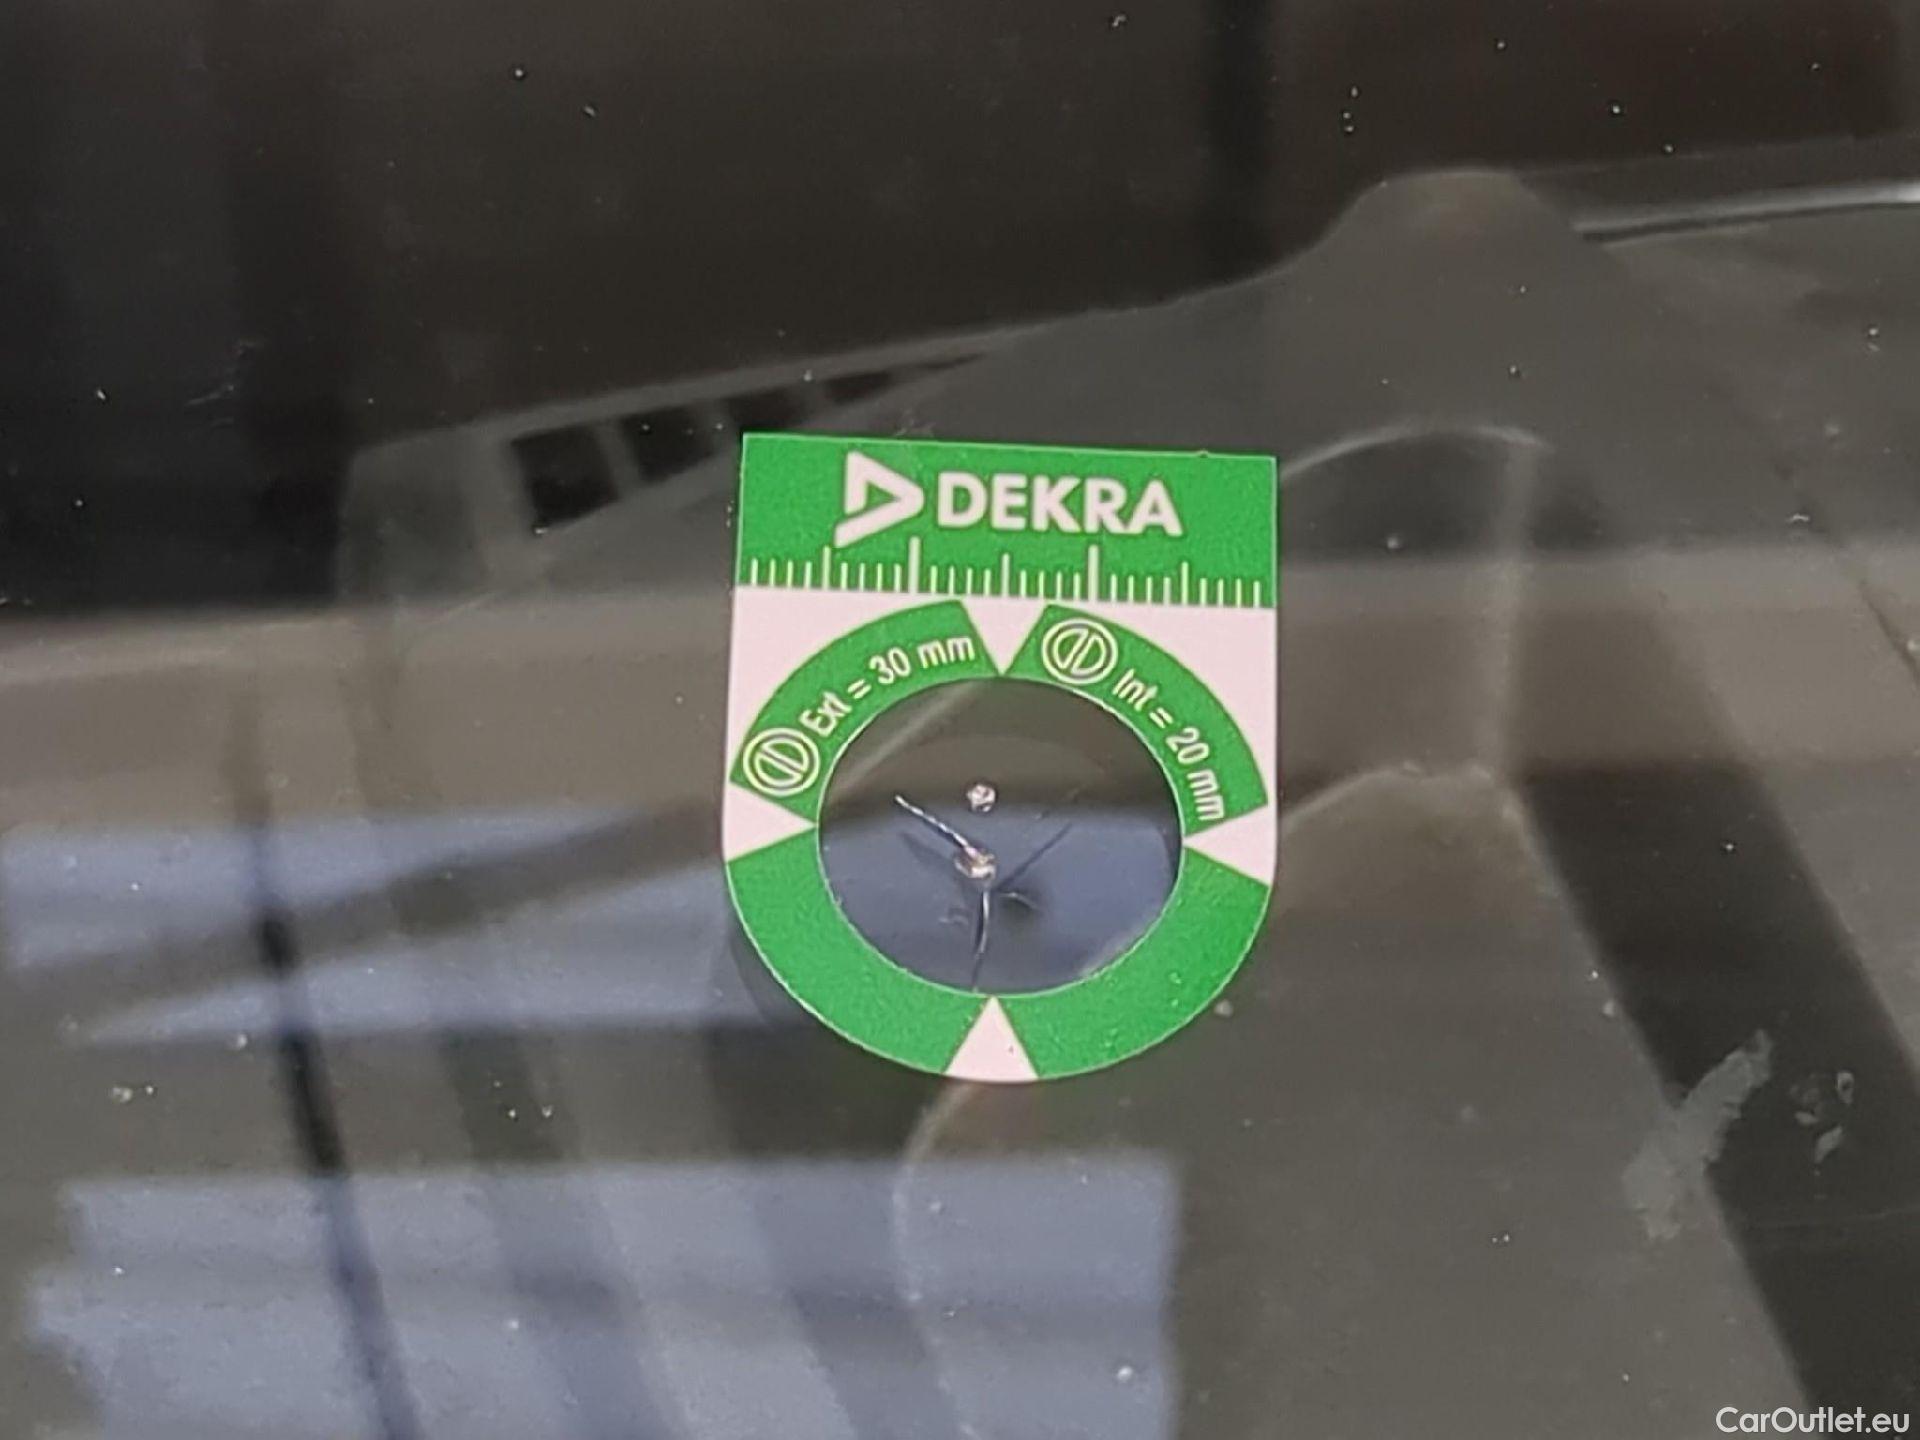 DEKRA
Ext = 30 mm
Int = 20 mm
CarOutlet.eu